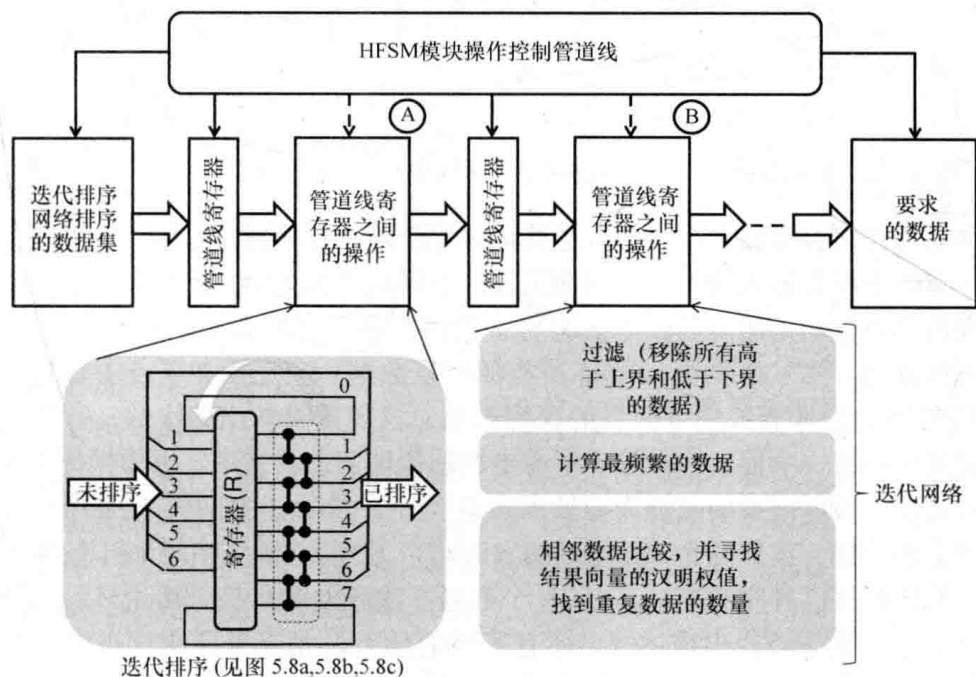 HFSM模块操作控制管道线
A
B
迭代排序
网络排序
的数据集
管道线寄存器
管道线寄
存器之间
的操作
管道线寄存器
管道线寄
存器之间
的操作
要求
的数据
0
1
2
3
4
5
6
未排序
寄存器(R)
1
2
3
4
5
6
7
已排序
过滤（移除所有高
于上界和低于下界
的数据）
计算最频繁的数据
相邻数据比较，并寻找
结果向量的汉明权值，
找到重复数据的数量
迭代网络
迭代排序 (见图 5.8a,5.8b,5.8c)